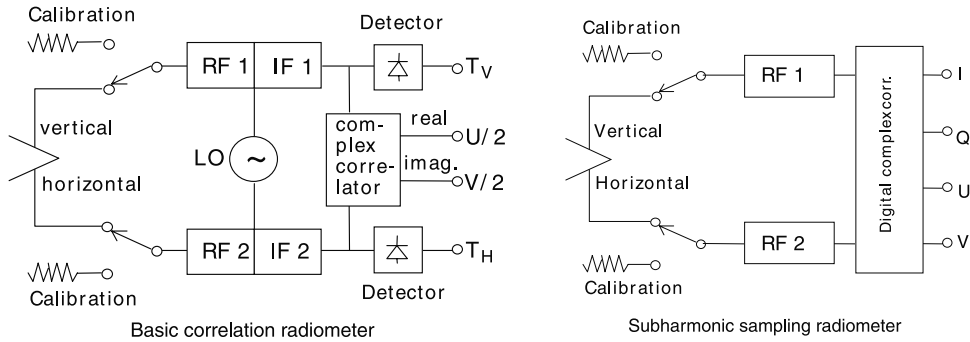 Calibration
Detector
RF 1
IF 1
T_V
vertical
LO
~
com-
plex
corre-
lator
real
U/2
imag.
V/2
horizontal
RF 2
IF 2
T_H
Calibration
Detector
Basic correlation radiometer
Calibration
RF 1
Vertical
Horizontal
RF 2
Digital complexcorr.
I
Q
U
V
Calibration
Subharmonic sampling radiometer